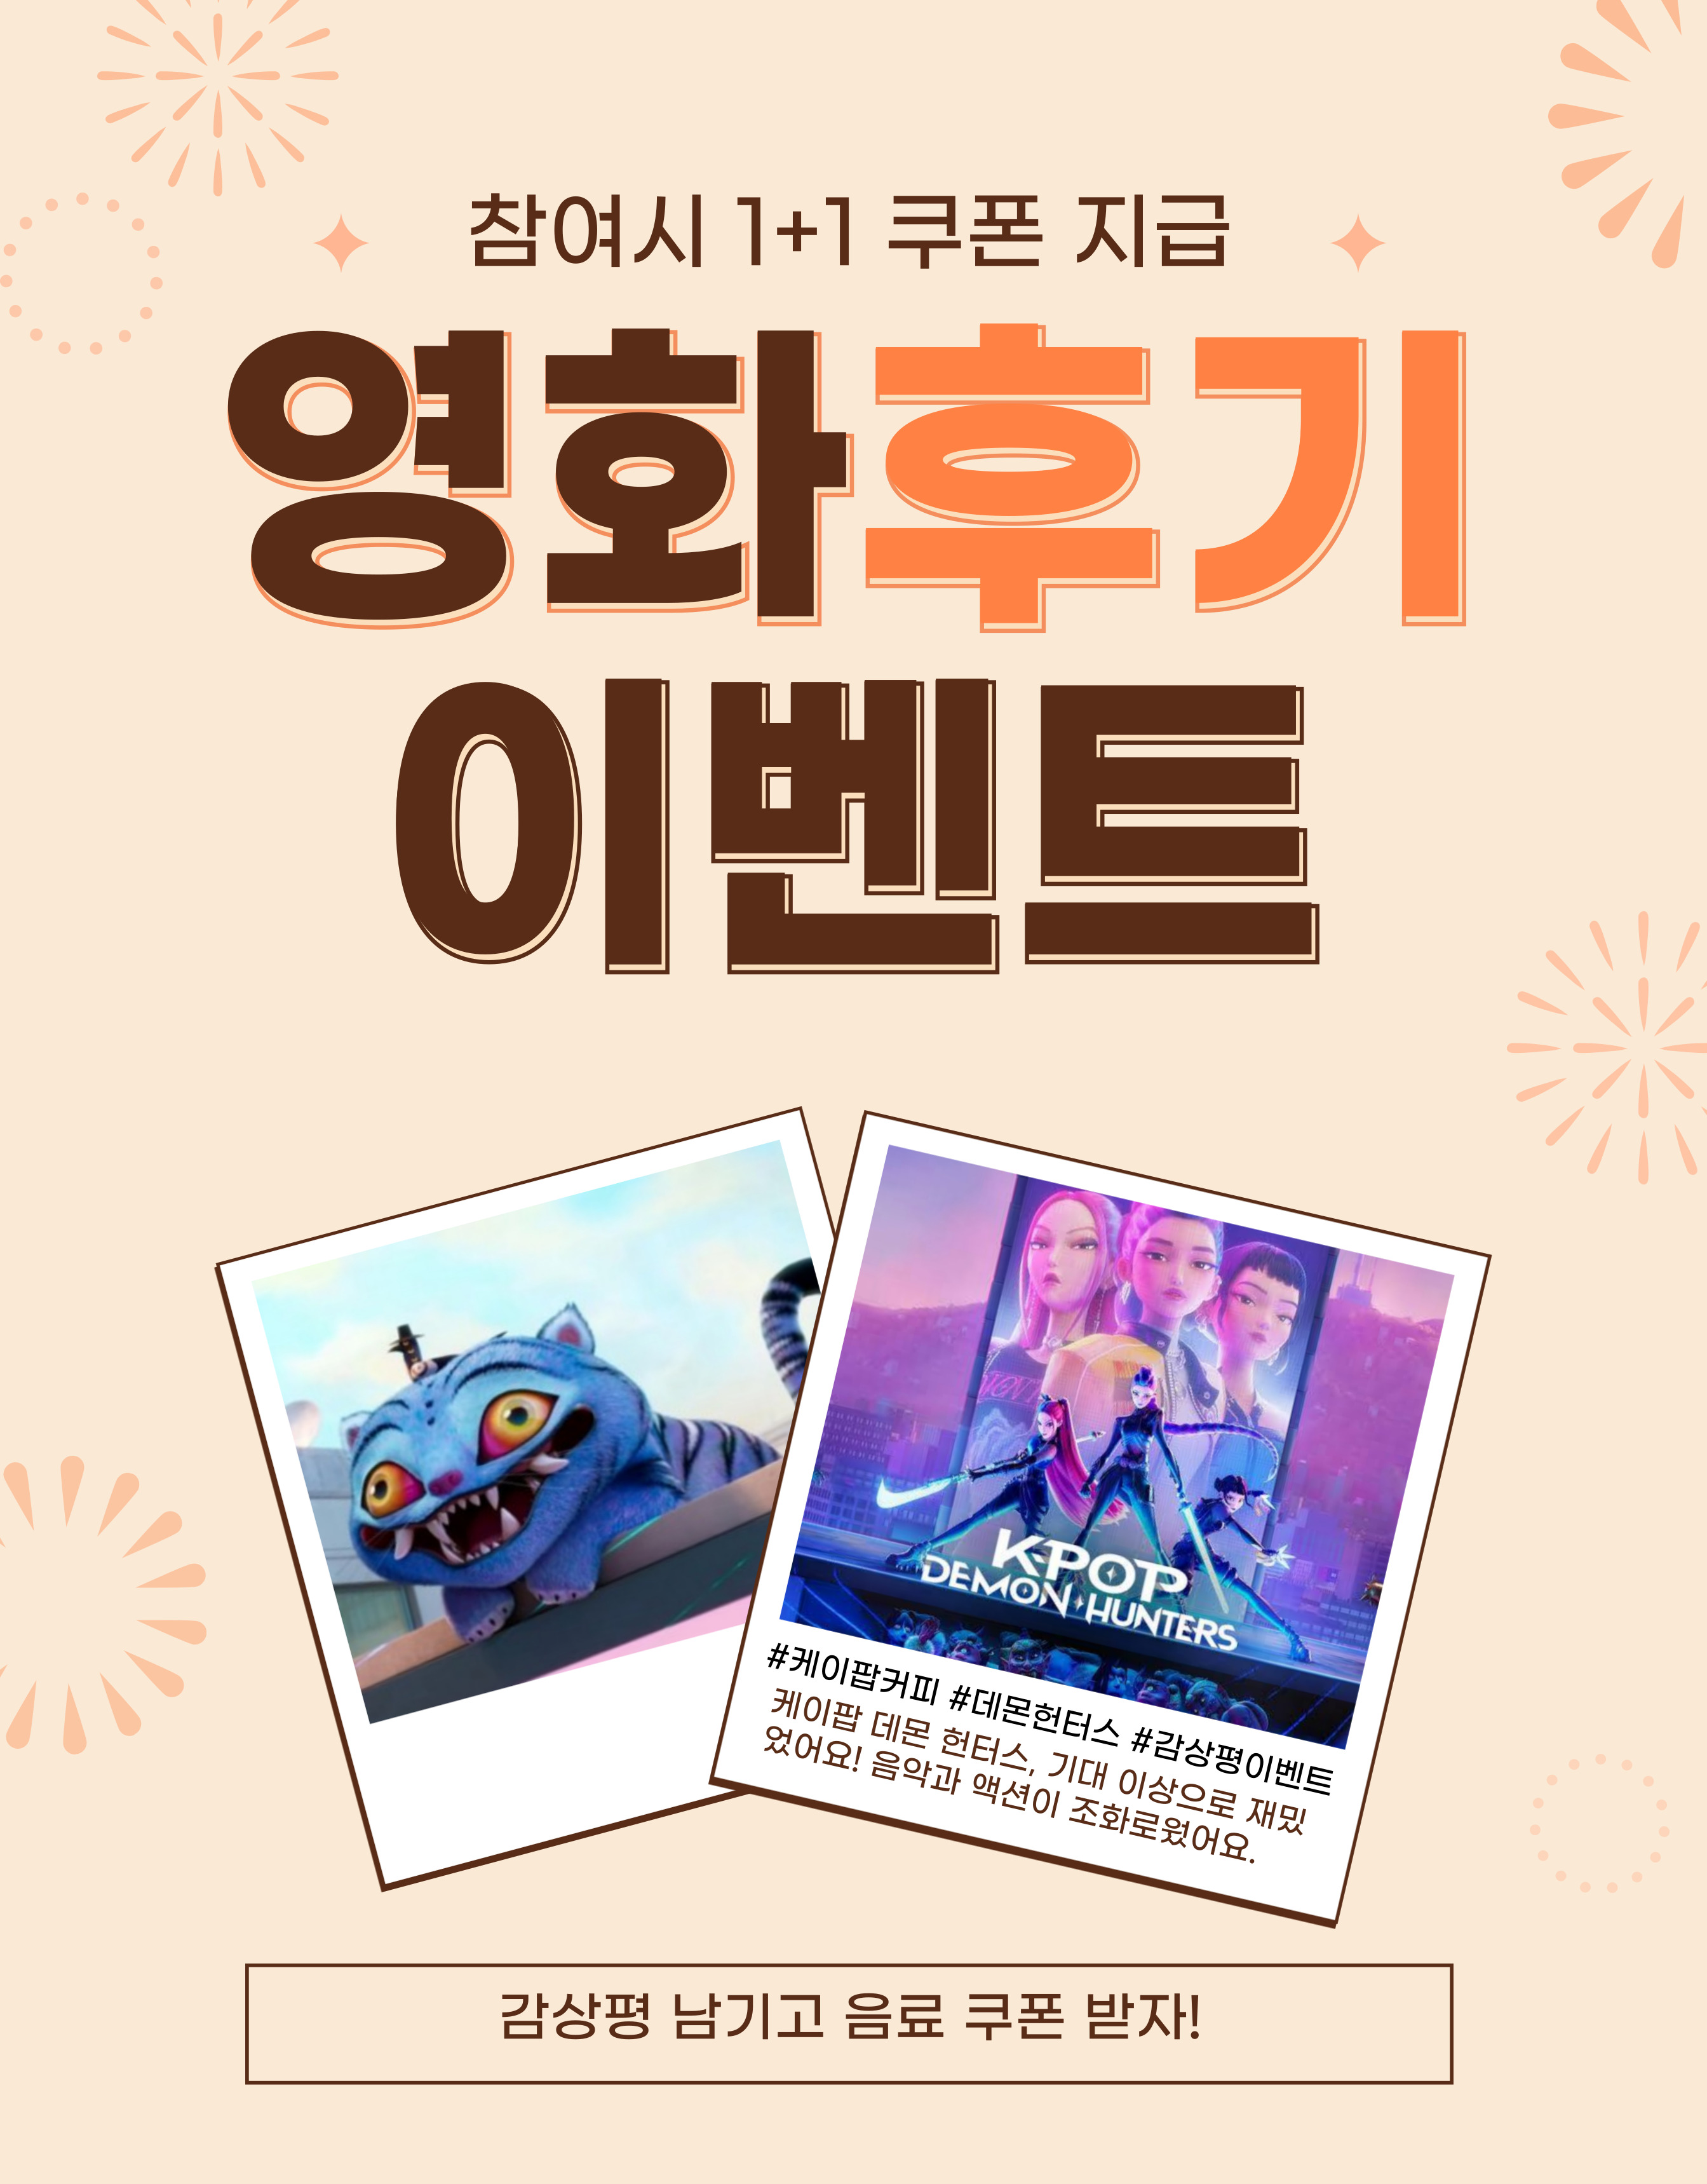 참여시 1+1 쿠폰 지급
영화후기
이벤트
K-POP
DEMON HUNTERS
#케이팝커피 #데몬헌터스 #감상평이벤트
케이팝 데몬 헌터스, 기대 이상으로 재밌
었어요! 음악과 액션이 조화로웠어요.
감상평 남기고 음료 쿠폰 받자!